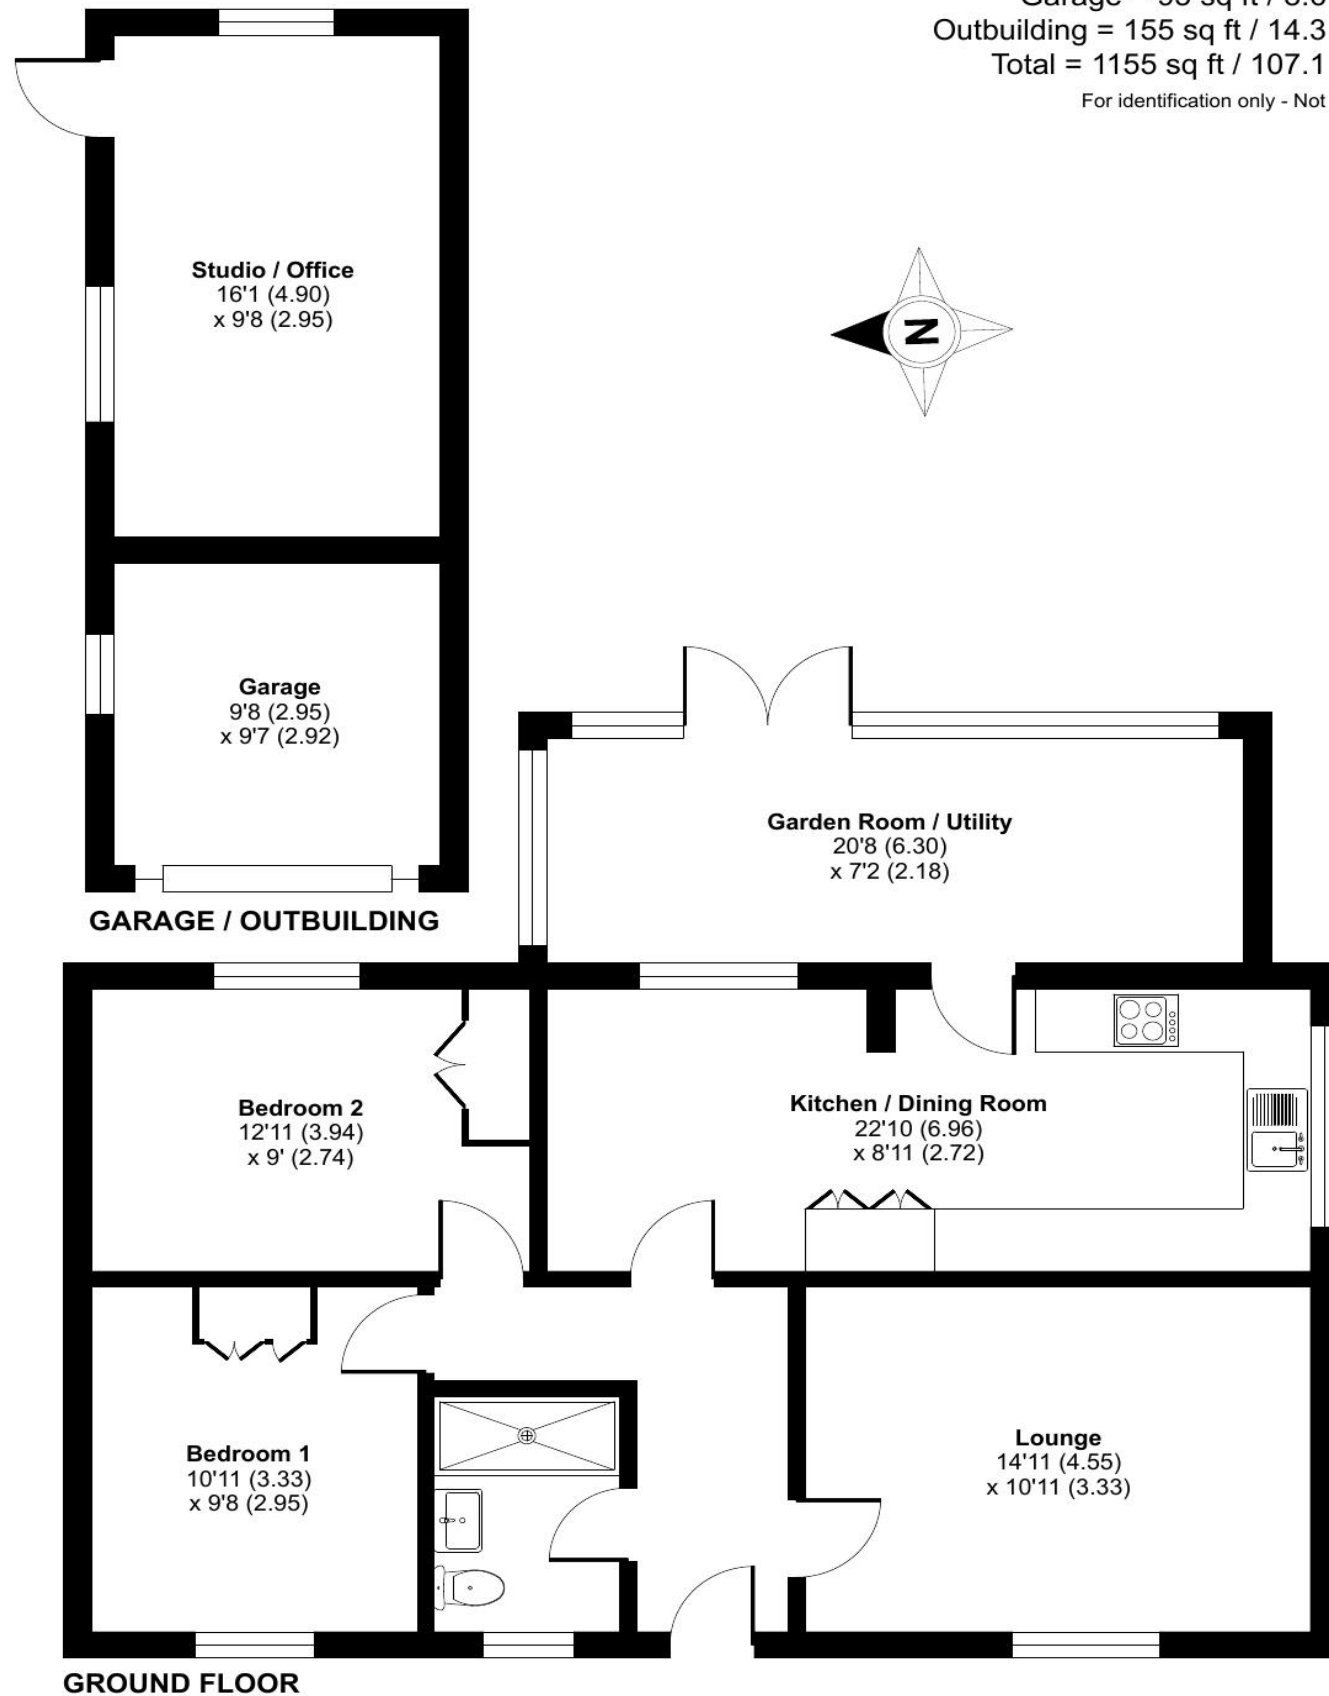 Outbuilding = 155 sq ft / 14.3
Total = 1155 sq ft / 107.1
For identification only - Not
Studio / Office
16'1 (4.90)
x 9'8 (2.95)
N
Garage
9'8 (2.95)
x 9'7 (2.92)
GARAGE / OUTBUILDING
Garden Room / Utility
20'8 (6.30)
x 7'2 (2.18)
Bedroom 2
12'11 (3.94)
x 9' (2.74)
Kitchen / Dining Room
22'10 (6.96)
x 8'11 (2.72)
Bedroom 1
10'11 (3.33)
x 9'8 (2.95)
Lounge
14'11 (4.55)
x 10'11 (3.33)
GROUND FLOOR